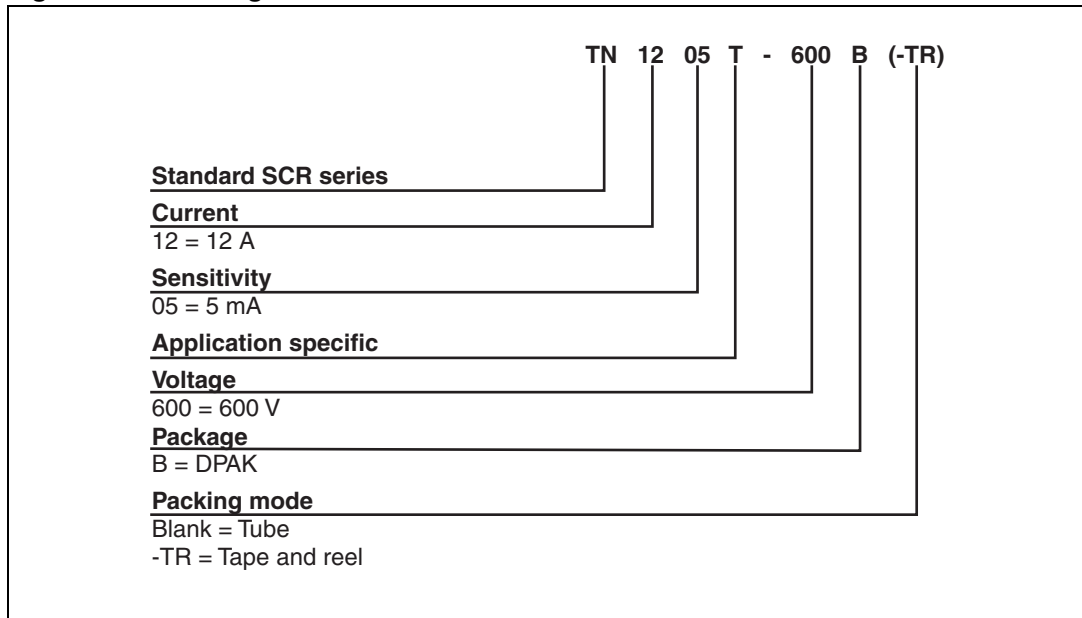 TN 12 05 T - 600 B (-TR)
Standard SCR series
Current
12 = 12 A
Sensitivity
05 = 5 mA
Application specific
Voltage
600 = 600 V
Package
B = DPAK
Packing mode
Blank = Tube
-TR = Tape and reel